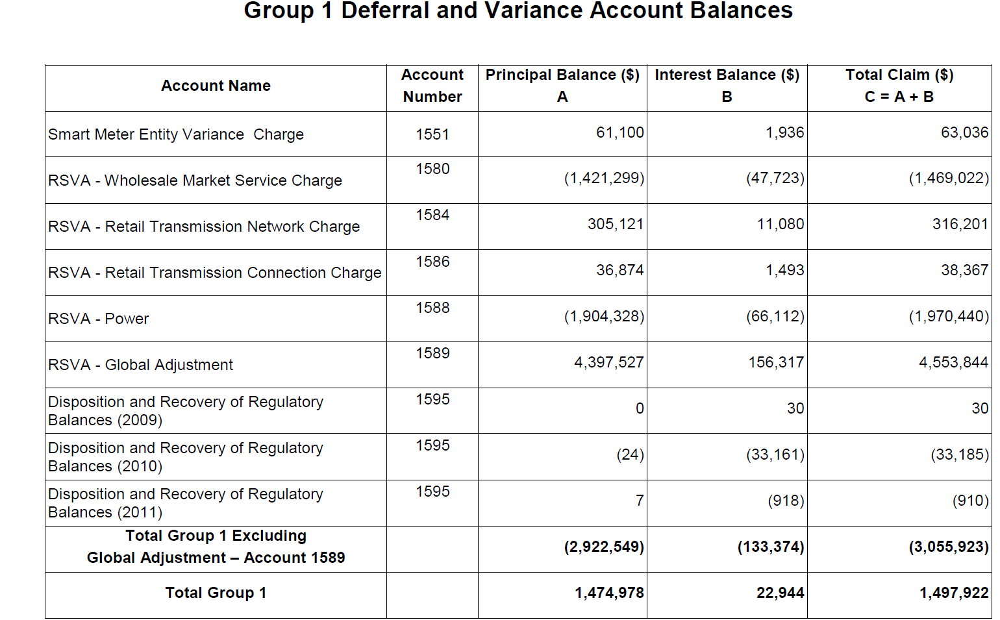 Group 1 Deferral and Variance Account Balances
Account Name Account Number Principal Balance ($) A Interest Balance ($) B Total Claim ($) C = A + B
Smart Meter Entity Variance  Charge 1551 61,100 1,936 63,036
RSVA - Wholesale Market Service Charge 1580 (1,421,299) (47,723) (1,469,022)
RSVA - Retail Transmission Network Charge 1584 305,121 11,080 316,201
RSVA - Retail Transmission Connection Charge 1586 36,874 1,493 38,367
RSVA - Power 1588 (1,904,328) (66,112) (1,970,440)
RSVA - Global Adjustment 1589 4,397,527 156,317 4,553,844
Disposition and Recovery of Regulatory
Balances (2009) 1595 0 30 30
Disposition and Recovery of Regulatory
Balances (2010) 1595 (24) (33,161) (33,185)
Disposition and Recovery of Regulatory
Balances (2011) 1595 7 (918) (910)
Total Group 1 Excluding
Global Adjustment – Account 1589 (2,922,549) (133,374) (3,055,923)
Total Group 1 1,474,978 22,944 1,497,922